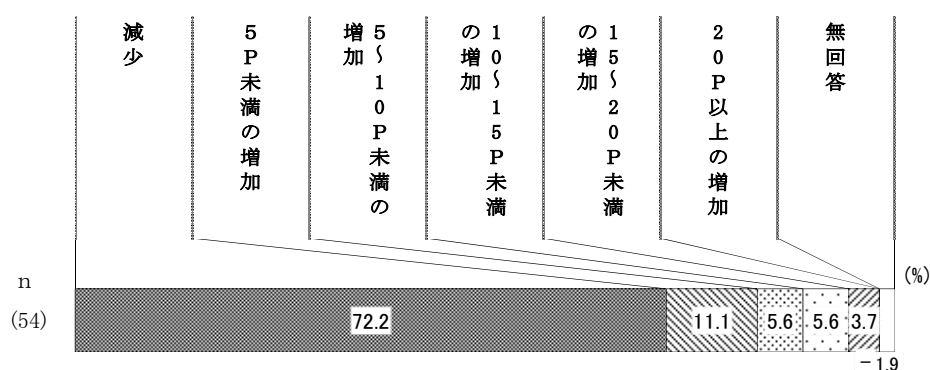 減少
5P未満の増加
5～10P未満の
増加
10～15P未満
の増加
15～20P未満
の増加
20P以上の増加
無回答
(%)
n
(54)
72.2
11.1
5.6
5.6
3.7
－
1.9